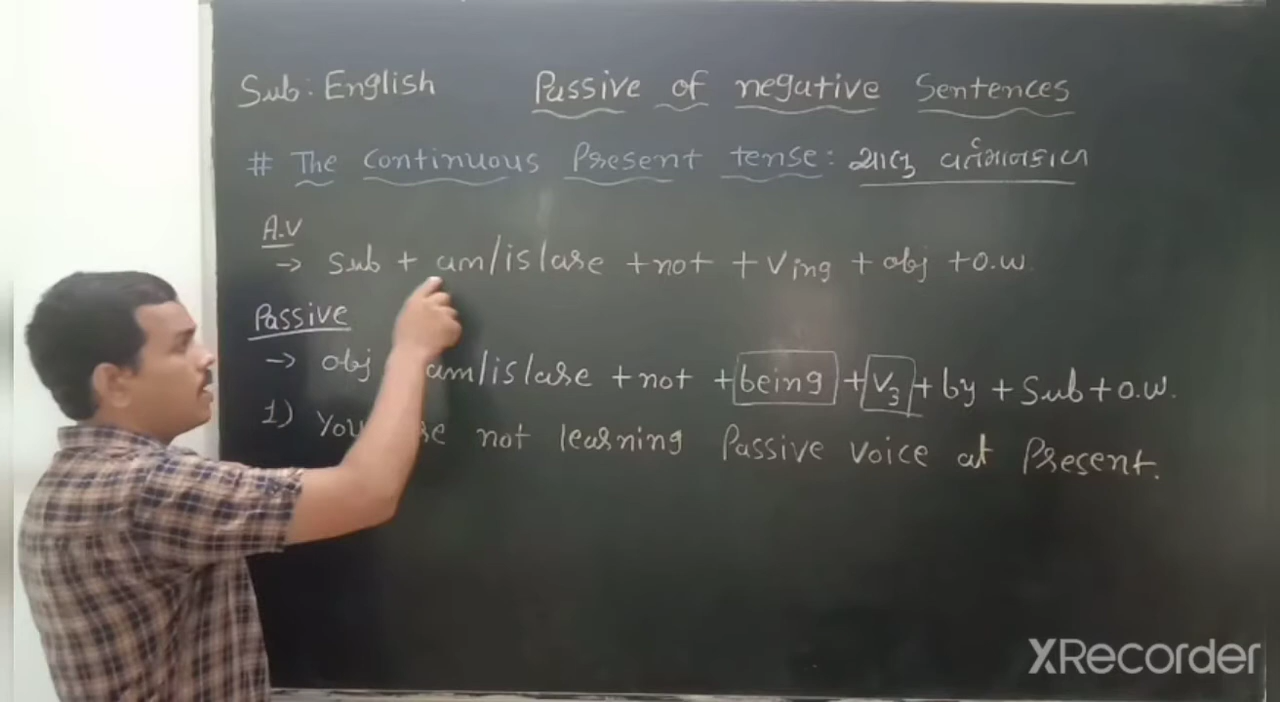 Sub: English Passive of negative Sentences
# The Continuous Present tense: ચાલુ વર્તમાનકાળ
A.V
→ Sub + am/is/are + not + Ving + obj + O.W.
Passive
→ obj am/is/are + not + being + V3 + by + Sub + O.W.
1) You are not learning Passive Voice at Present.
XRecorder